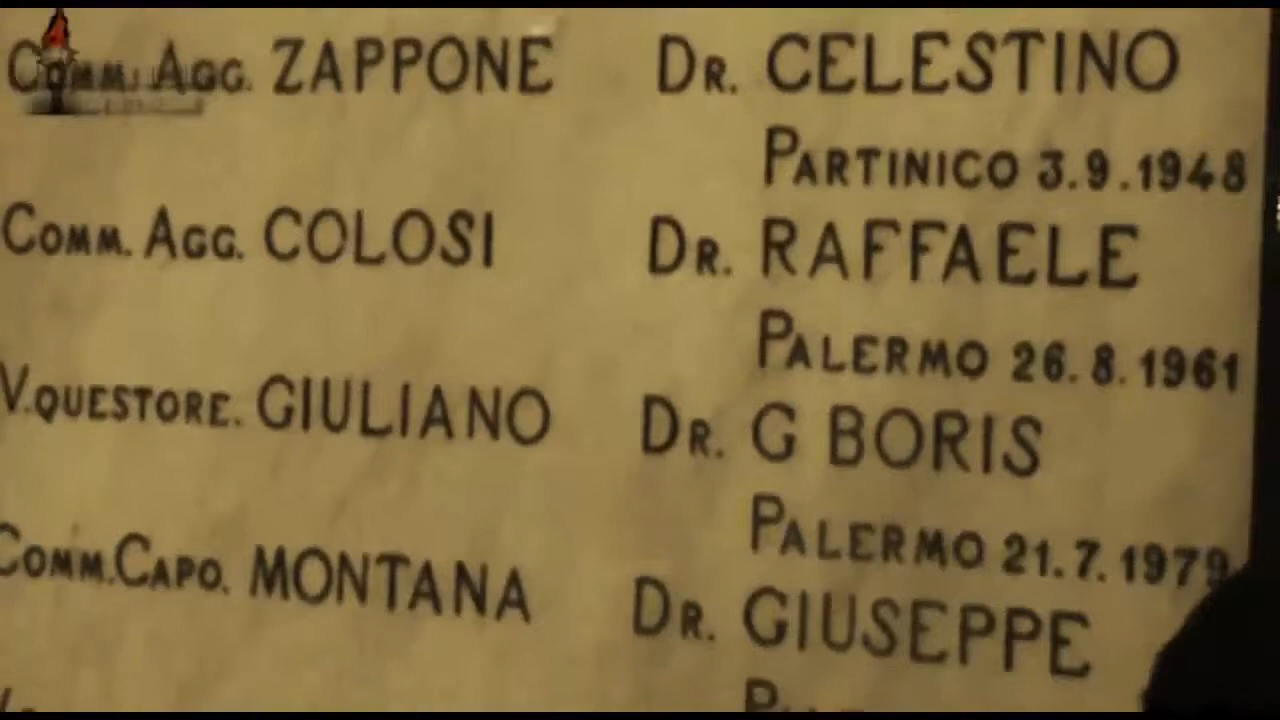 Comm. Agg. ZAPPONE Dr. CELESTINO
PARTINICO 3.9.1948
Comm. Agg. COLOSI Dr. RAFFAELE
PALERMO 26.8.1961
V.QUESTORE. GIULIANO Dr. G BORIS
PALERMO 21.7.1979
COMM.CAPO. MONTANA Dr. GIUSEPPE